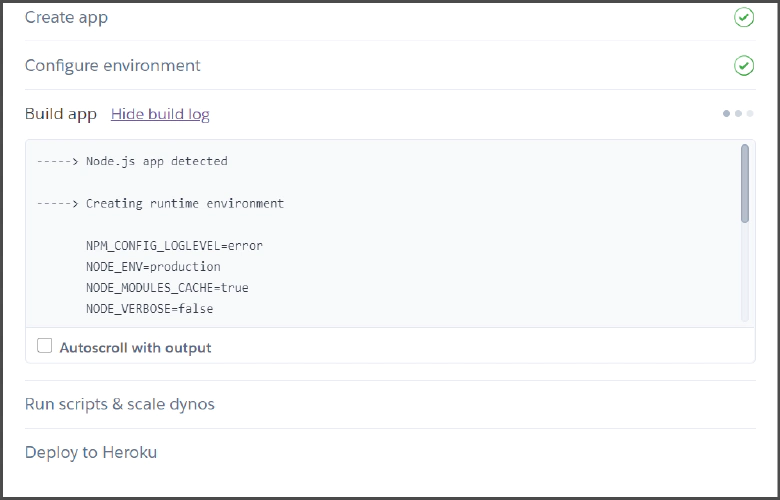 Create app
Configure environment
Build app Hide build log
-----> Node.js app detected
-----> Creating runtime environment
NPM_CONFIG_LOGLEVEL=error
NODE_ENV=production
NODE_MODULES_CACHE=true
NODE_VERBOSE=false
Autoscroll with output
Run scripts & scale dynos
Deploy to Heroku